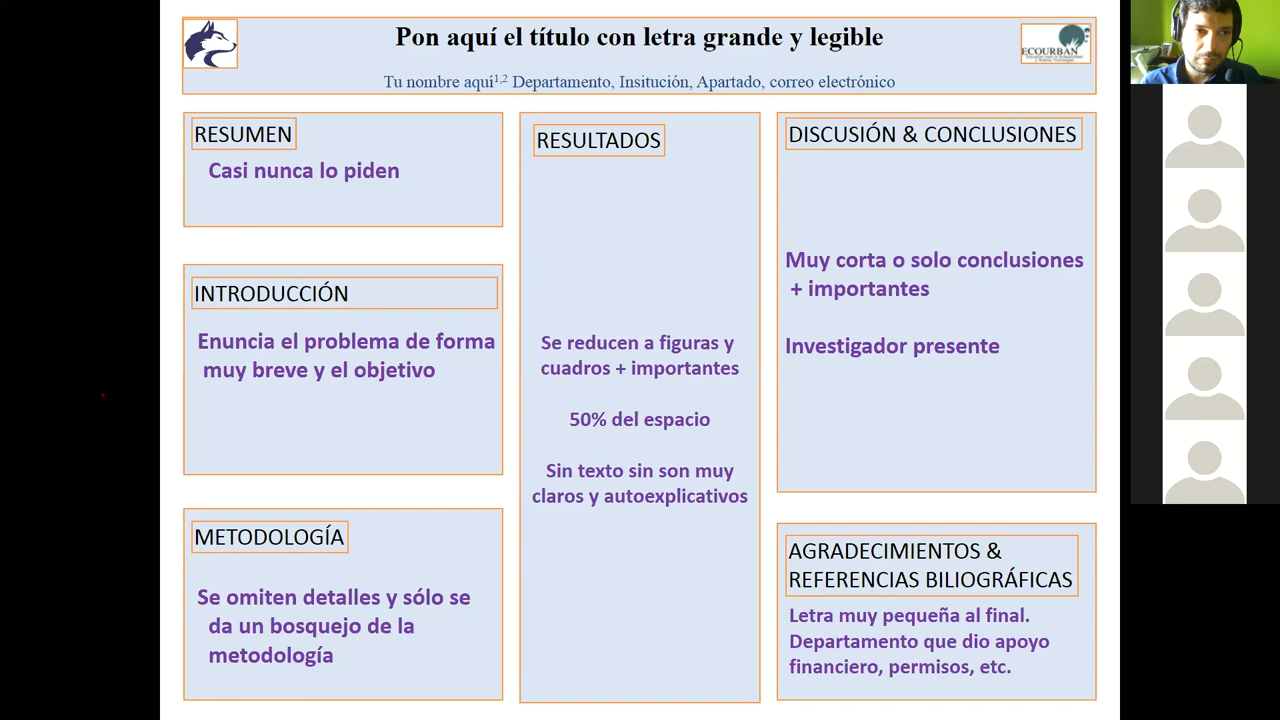 Pon aquí el título con letra grande y legible
ECOURBAN
Tu nombre aquí1,2 Departamento, Insitución, Apartado, correo electrónico
RESUMEN
Casi nunca lo piden
INTRODUCCIÓN
Enuncia el problema de forma
muy breve y el objetivo
METODOLOGÍA
Se omiten detalles y sólo se
da un bosquejo de la
metodología
RESULTADOS
Se reducen a figuras y
cuadros + importantes
50% del espacio
Sin texto sin son muy
claros y autoexplicativos
DISCUSIÓN & CONCLUSIONES
Muy corta o solo conclusiones
+ importantes
Investigador presente
AGRADECIMIENTOS &
REFERENCIAS BILIOGRÁFICAS
Letra muy pequeña al final.
Departamento que dio apoyo
financiero, permisos, etc.